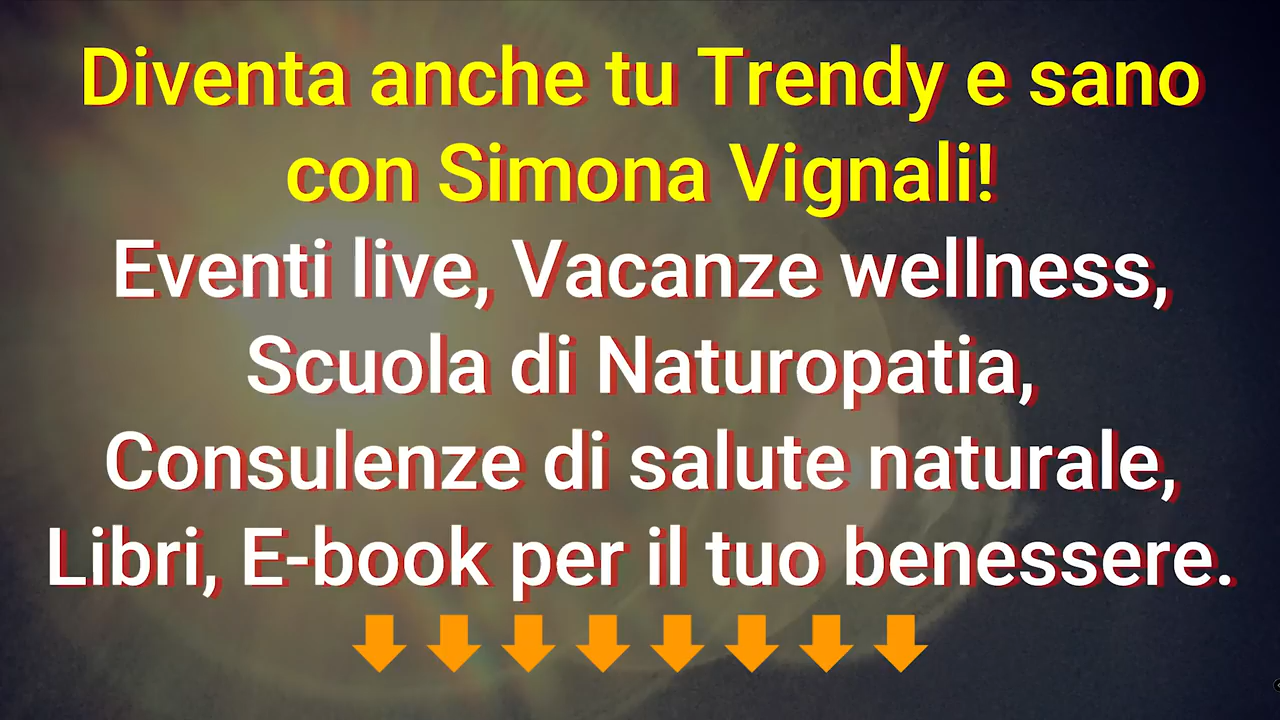 Diventa anche tu Trendy e sano
con Simona Vignali!
Eventi live, Vacanze wellness,
Scuola di Naturopatia,
Consulenze di salute naturale,
Libri, E-book per il tuo benessere.